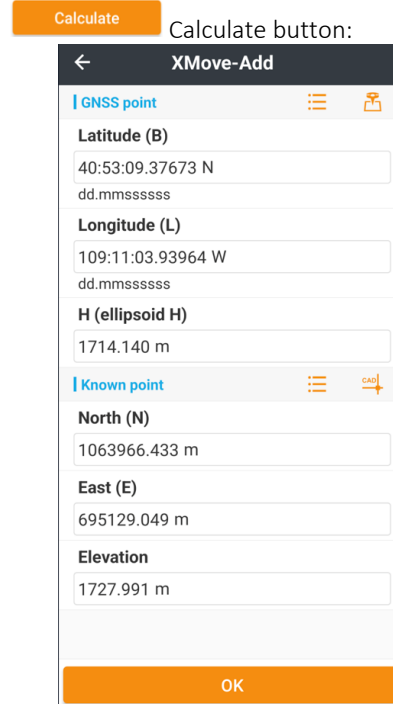 Calculate Calculate button:
XMove-Add
GNSS point
Latitude (B)
40:53:09.37673 N
dd.mmssssss
Longitude (L)
109:11:03.93964 W
dd.mmssssss
H (ellipsoid H)
1714.140 m
Known point
CAD
North (N)
1063966.433 m
East (E)
695129.049 m
Elevation
1727.991 m
OK